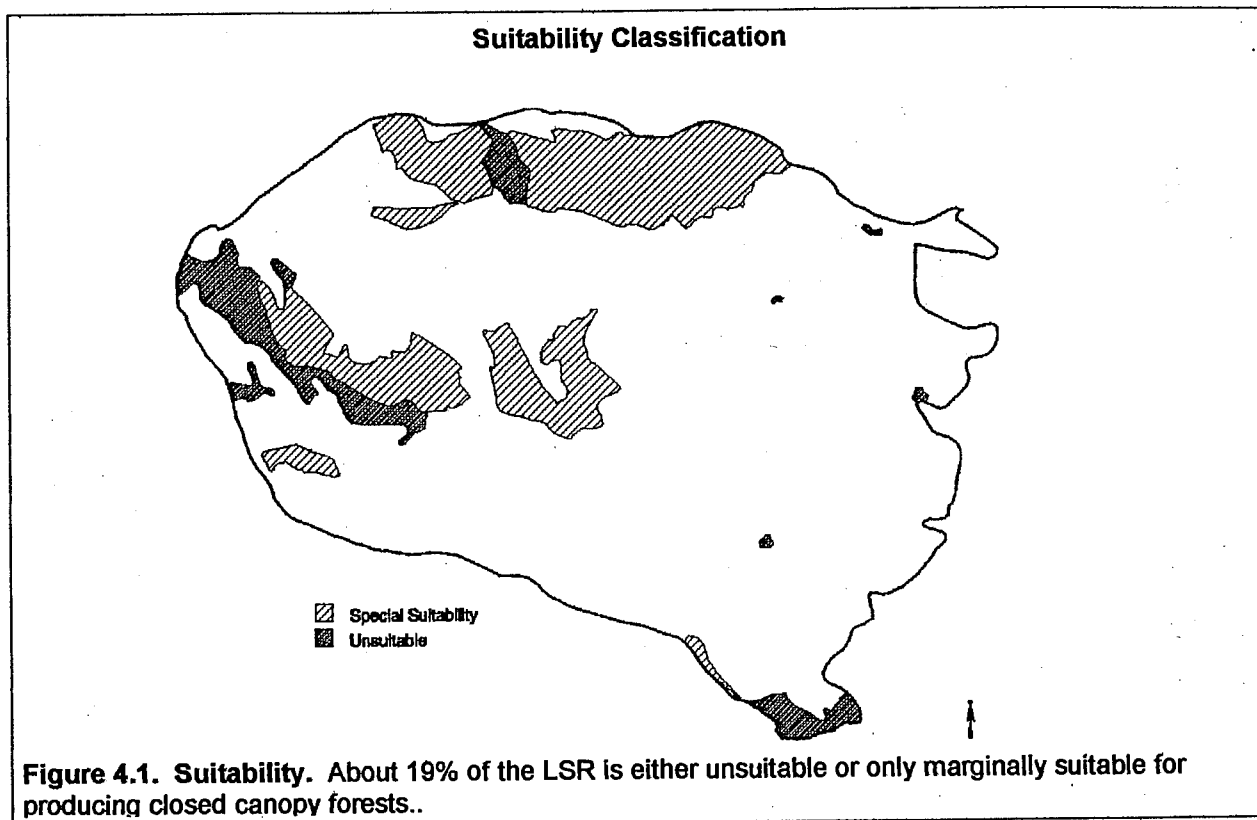 Suitability Classification
Special Suitability
Unsuitable
Figure 4.1. Suitability. About 19% of the LSR is either unsuitable or only marginally suitable for
producing closed canopy forests..